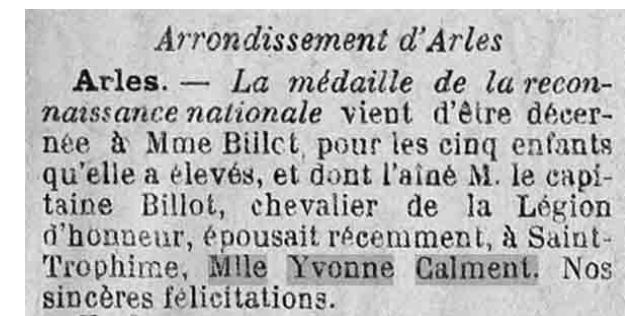 Arrondissement d'Arles
Arles. — La médaille de la recon-
naissance nationale vient d'être décer-
née à Mme Billot, pour les cinq enfants
qu'elle a élevés, et dont l'aîné M. le capi-
taine Billot, chevalier de la Légion
d'honneur, épousait récemment, à Saint-
Trophime, Mlle Yvonne Calment. Nos
sincères félicitations.